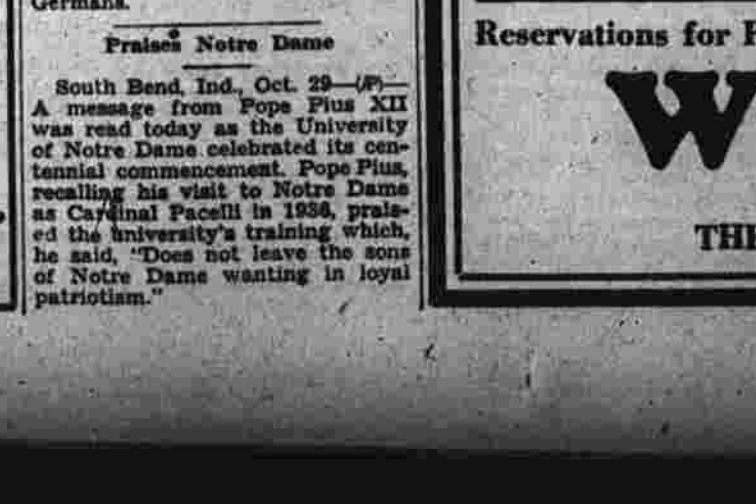 Germans.
Praises Notre Dame
South Bend, Ind., Oct. 29—(AP)—
A message from Pope Pius XII
was read today as the University
of Notre Dame celebrated its cen-
tennial commencement. Pope Pius,
recalling his visit to Notre Dame
as Cardinal Pacelli in 1936, prais-
ed the university's training which,
he said, "Does not leave the sons
of Notre Dame wanting in loyal
patriotism."
Reservations for
W
TH